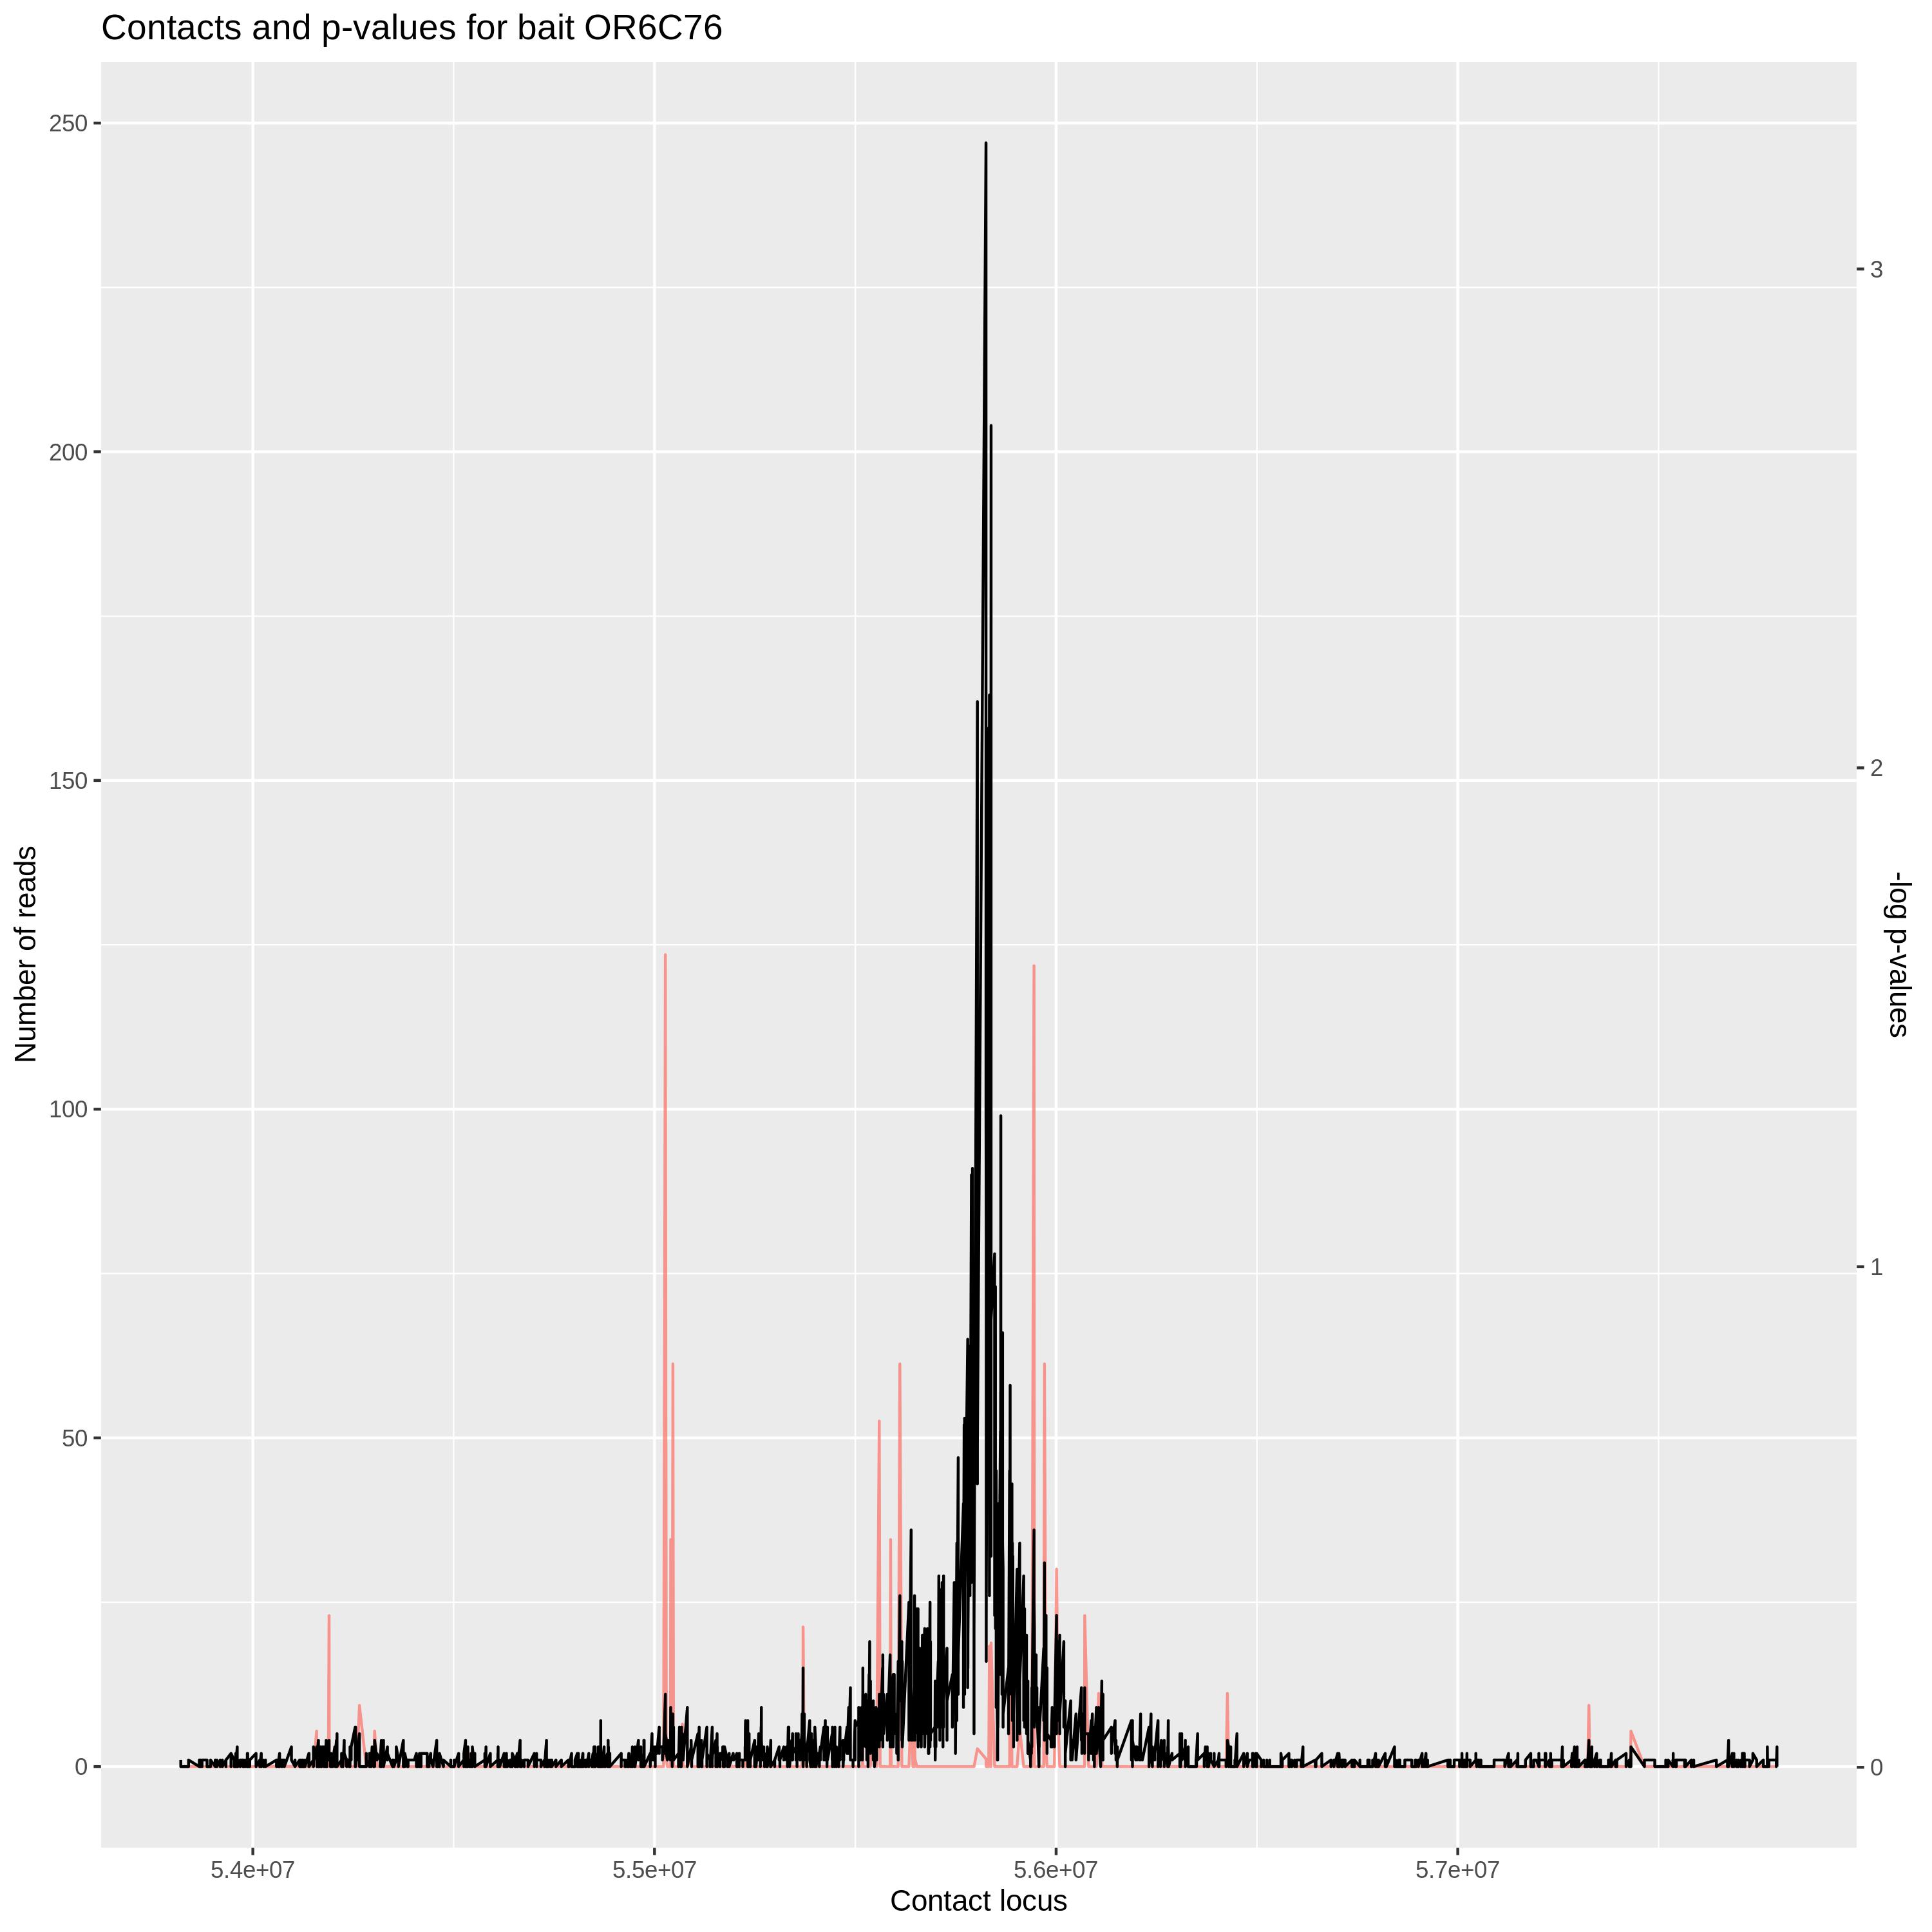 Contacts and p-values for bait OR6C76
250
200
150
100
50
0
3
2
1
0
Number of reads
-log p-values
5.4e+07 5.5e+07 5.6e+07 5.7e+07
Contact locus